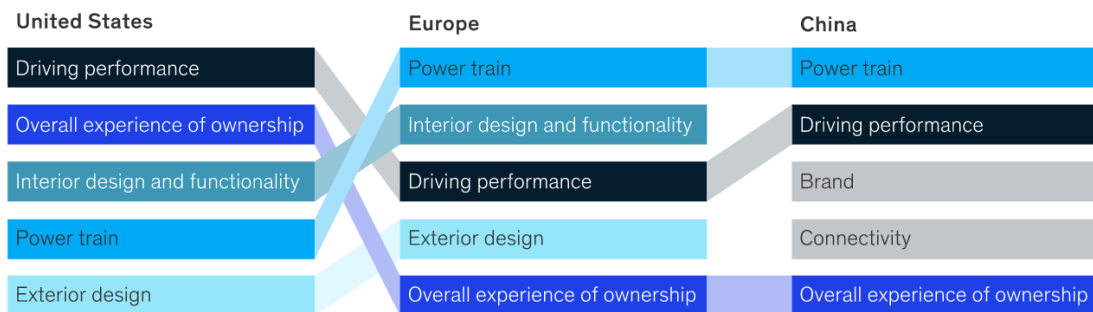 United States
Driving performance
Overall experience of ownership
Interior design and functionality
Power train
Exterior design
Europe
Power train
Interior design and functionality
Driving performance
Exterior design
Overall experience of ownership
China
Power train
Driving performance
Brand
Connectivity
Overall experience of ownership